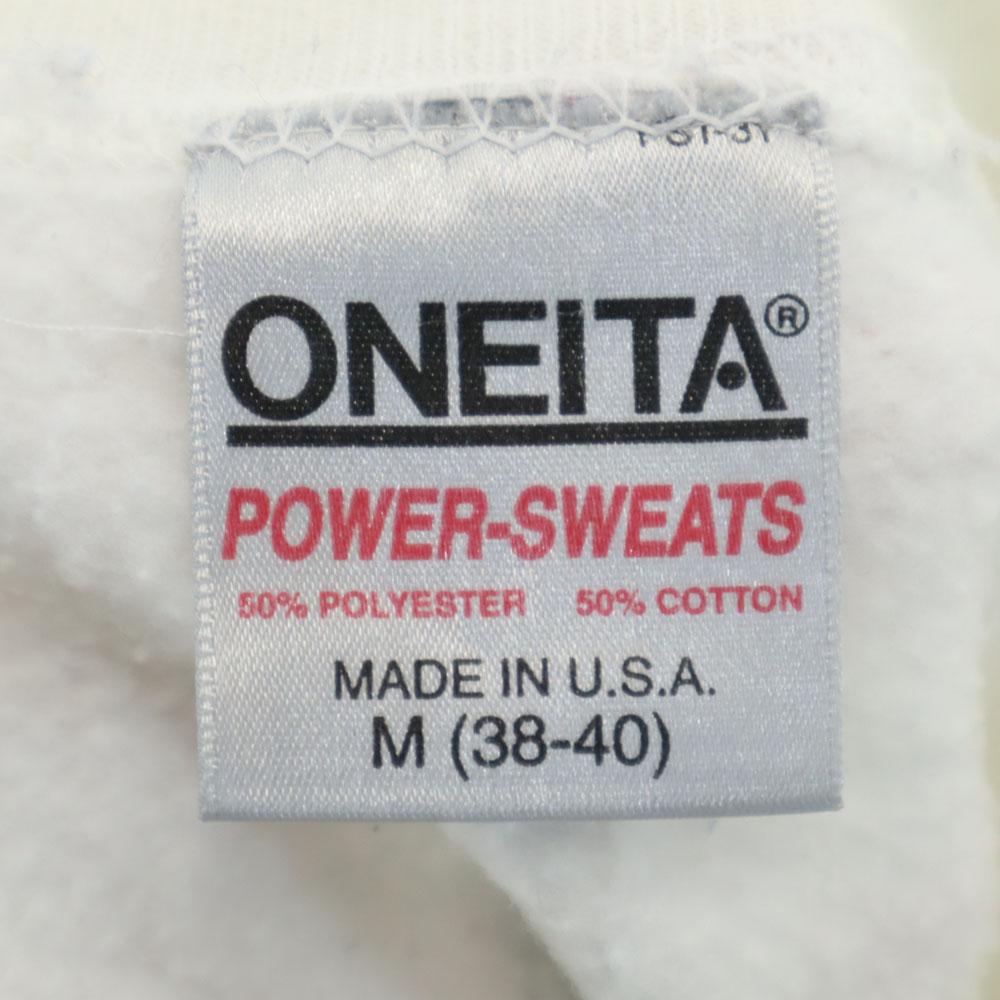 ONEITA®
POWER-SWEATS
50% POLYESTER 50% COTTON
MADE IN U.S.A.
M (38-40)